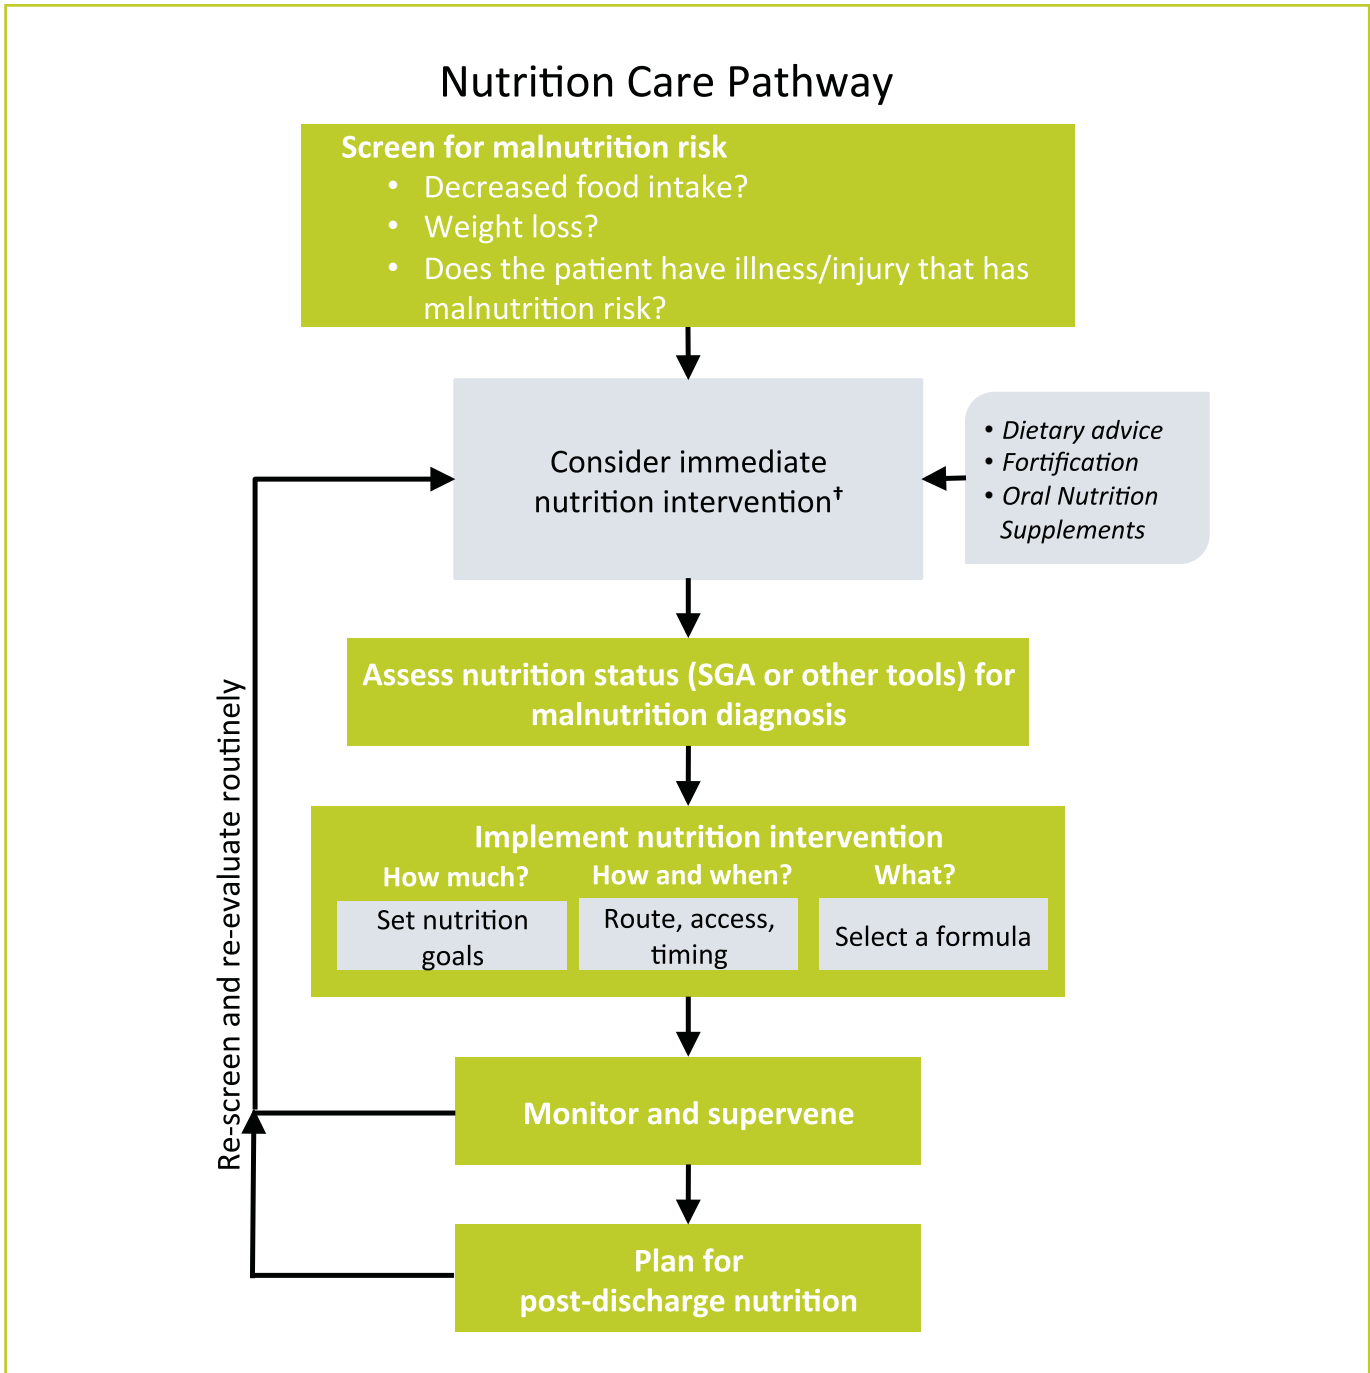 Nutrition Care Pathway
Screen for malnutrition risk
• Decreased food intake?
• Weight loss?
• Does the patient have illness/injury that has
malnutrition risk?
Consider immediate
nutrition intervention†
• Dietary advice
• Fortification
• Oral Nutrition
Supplements
Assess nutrition status (SGA or other tools) for
malnutrition diagnosis
Implement nutrition intervention
How much?
Set nutrition
goals
How and when?
Route, access,
timing
What?
Select a formula
Monitor and supervene
Plan for
post-discharge nutrition
Re-screen and re-evaluate routinely